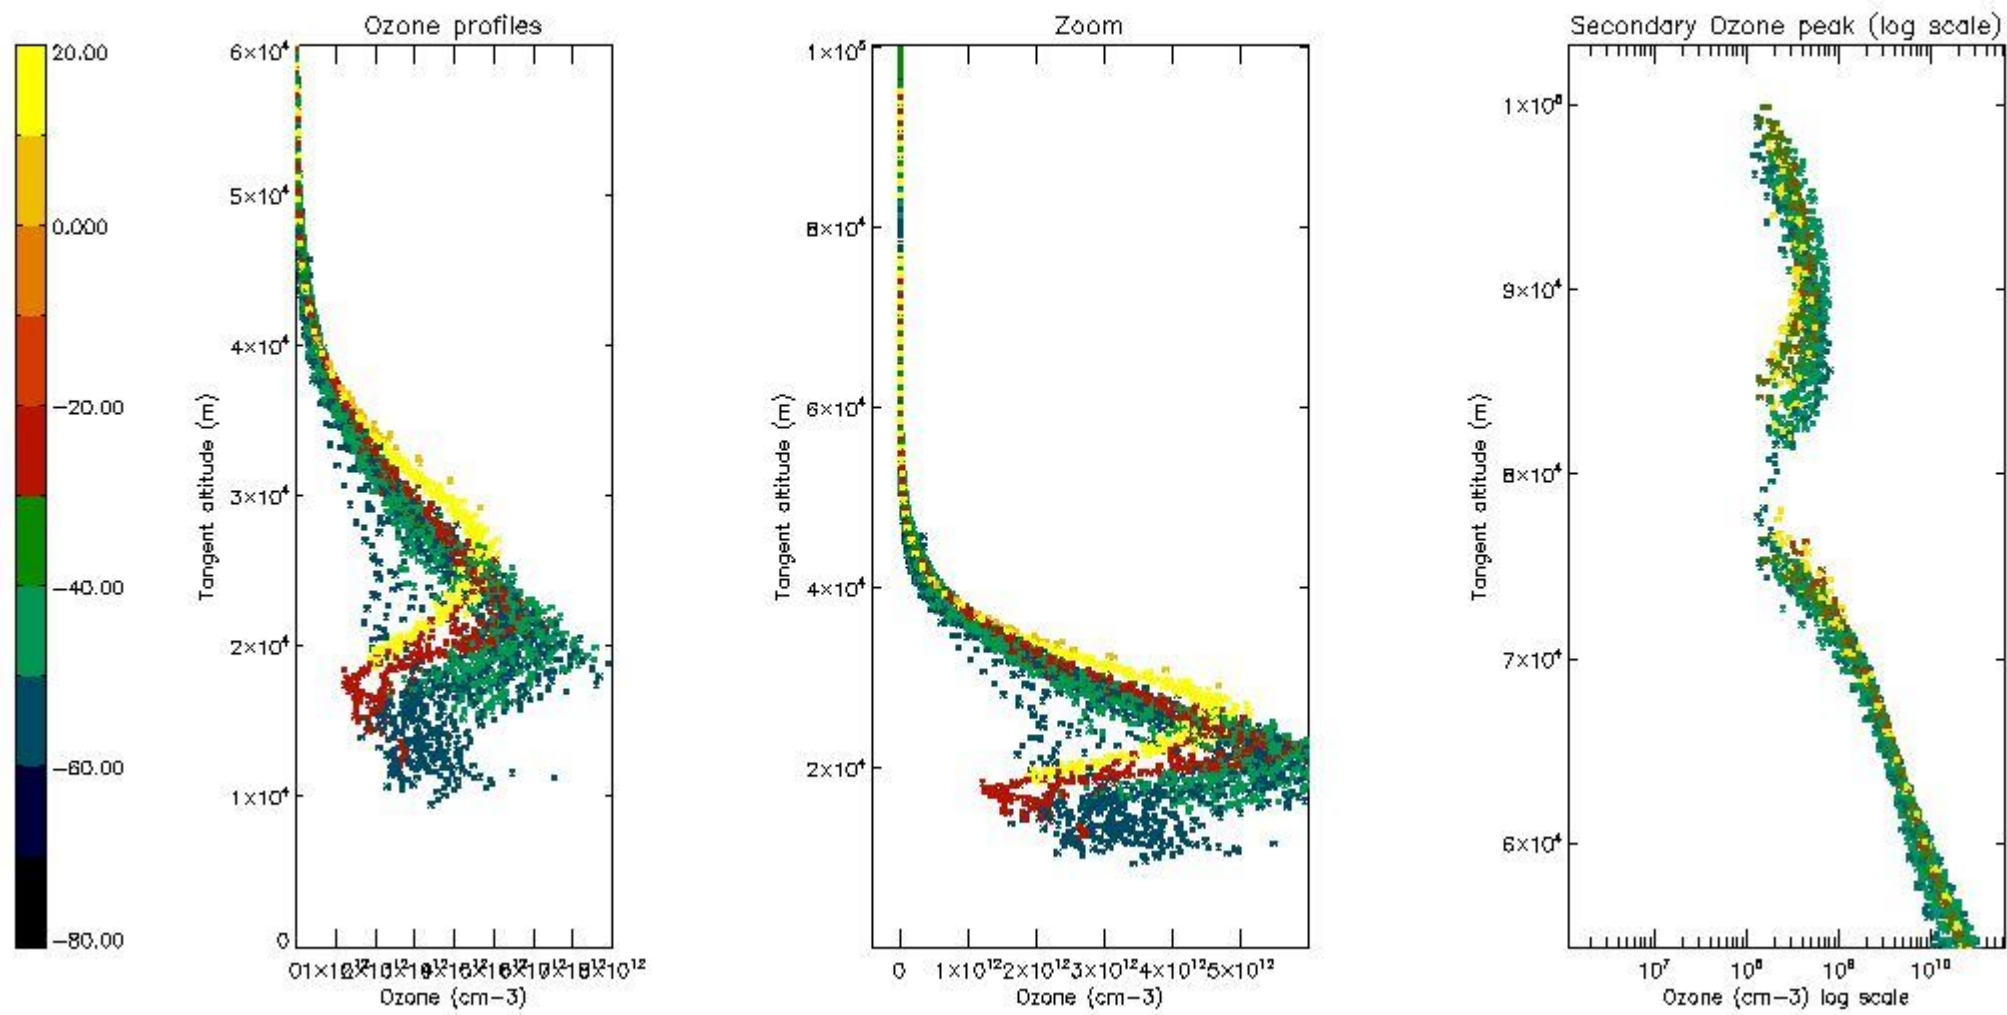 Ozone profiles
Zoom
Secondary Ozone peak (log scale)
20.00
0.000
−20.00
−40.00
−60.00
−80.00
6×10⁴
5×10⁴
4×10⁴
3×10⁴
2×10⁴
1×10⁴
0
Tangent altitude (m)
Ozone (cm−3)
1×10⁵
8×10⁴
6×10⁴
4×10⁴
2×10⁴
Tangent altitude (m)
0 1×10¹² 2×10¹² 3×10¹² 4×10¹² 5×10¹²
Ozone (cm−3)
1×10⁵
9×10⁴
8×10⁴
7×10⁴
6×10⁴
Tangent altitude (m)
10⁷ 10⁸ 10⁹ 10¹⁰
Ozone (cm−3) log scale